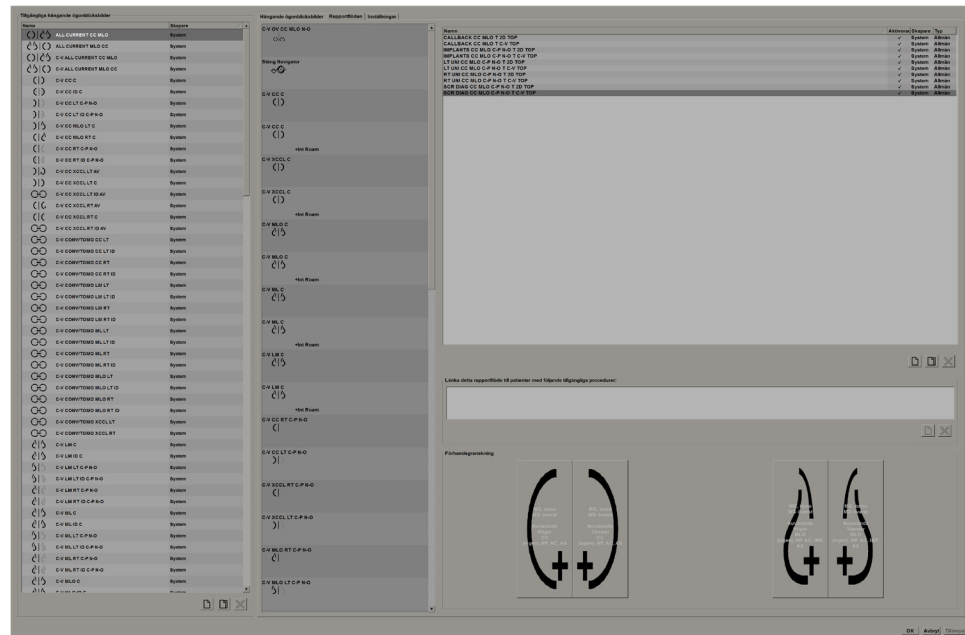 Tillgängliga hängande ögonblicksbilder
Namn Skapare
ALL CURRENT CC MLO System
ALL CURRENT MLO CC System
C-V ALL CURRENT CC MLO System
C-V ALL CURRENT MLO CC System
C-V CC C System
C-V CC ID C System
C-V CC LT C-P N-O System
C-V CC LT ID C-P N-O System
C-V CC MLO LT C System
C-V CC MLO RT C System
C-V CC RT C-P N-O System
C-V CC RT ID C-P N-O System
C-V CC XCCL LT AV System
C-V CC XCCL LT C System
C-V CC XCCL LT ID AV System
C-V CC XCCL RT AV System
C-V CC XCCL RT C System
C-V CC XCCL RT ID AV System
C-V CONV/TOMO CC LT System
C-V CONV/TOMO CC LT ID System
C-V CONV/TOMO CC RT System
C-V CONV/TOMO CC RT ID System
C-V CONV/TOMO LM LT System
C-V CONV/TOMO LM LT ID System
C-V CONV/TOMO LM RT System
C-V CONV/TOMO LM RT ID System
C-V CONV/TOMO ML LT System
C-V CONV/TOMO ML LT ID System
C-V CONV/TOMO ML RT System
C-V CONV/TOMO ML RT ID System
C-V CONV/TOMO MLO LT System
C-V CONV/TOMO MLO LT ID System
C-V CONV/TOMO MLO RT System
C-V CONV/TOMO MLO RT ID System
C-V CONV/TOMO XCCL LT System
C-V CONV/TOMO XCCL RT System
C-V LM C System
C-V LM ID C System
C-V LM LT C-P N-O System
C-V LM LT ID C-P N-O System
C-V LM RT C-P N-O System
C-V LM RT ID C-P N-O System
C-V ML C System
C-V ML ID C System
C-V ML LT C-P N-O System
C-V ML LT ID C-P N-O System
C-V ML RT C-P N-O System
C-V ML RT ID C-P N-O System
C-V MLO C System
Hängande ögonblicksbilder Rapportflöden Inställningar
C-V OV CC MLO N-O
Stäng Navigator
C-V CC C
C-V CC C
+Int Roam
C-V XCCL C
C-V XCCL C
+Int Roam
C-V MLO C
C-V MLO C
+Int Roam
C-V ML C
C-V ML C
+Int Roam
C-V LM C
C-V LM C
+Int Roam
C-V CC RT C-P N-O
C-V CC LT C-P N-O
C-V XCCL RT C-P N-O
C-V XCCL LT C-P N-O
C-V MLO RT C-P N-O
C-V MLO LT C-P N-O
Namn Skapare Typ
CALLBACK CC MLO T 2D TOP ✓ System Allmän
CALLBACK CC MLO T C-V TOP ✓ System Allmän
IMPLANTS CC MLO C-P N-O T 2D TOP ✓ System Allmän
IMPLANTS CC MLO C-P N-O T C-V TOP ✓ System Allmän
LT UNI CC MLO C-P N-O T 2D TOP ✓ System Allmän
LT UNI CC MLO C-P N-O T C-V TOP ✓ System Allmän
RT UNI CC MLO C-P N-O T 2D TOP ✓ System Allmän
RT UNI CC MLO C-P N-O T C-V TOP ✓ System Allmän
SCR DIAG CC MLO C-P N-O T 2D TOP ✓ System Allmän
SCR DIAG CC MLO C-P N-O T C-V TOP ✓ System Allmän
Länka detta rapportflöde till patienter med följande tillgängliga procedurer:
Förhandsgranskning
OK Avbryt